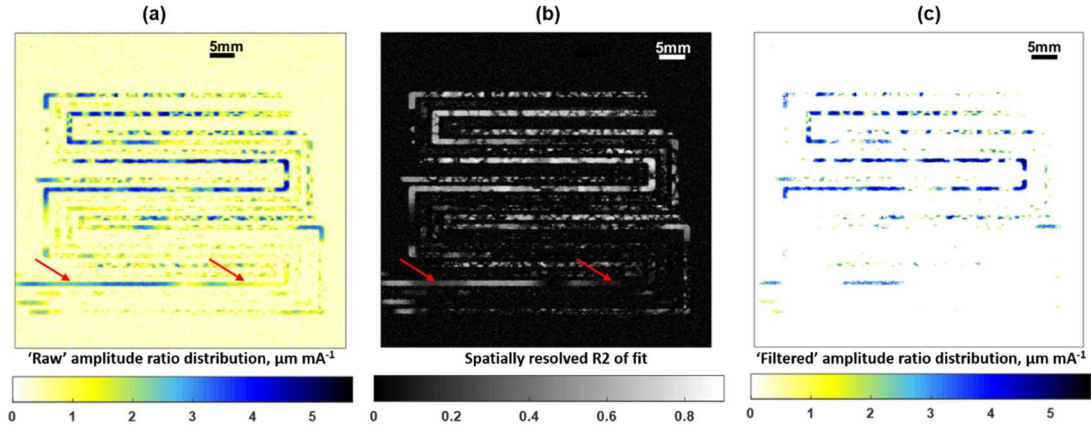 (a) (b) (c)
5mm 5mm 5mm
‘Raw’ amplitude ratio distribution, µm mA⁻¹ Spatially resolved R2 of fit ‘Filtered’ amplitude ratio distribution, µm mA⁻¹
0 1 2 3 4 5 0 0.2 0.4 0.6 0.8 0 1 2 3 4 5